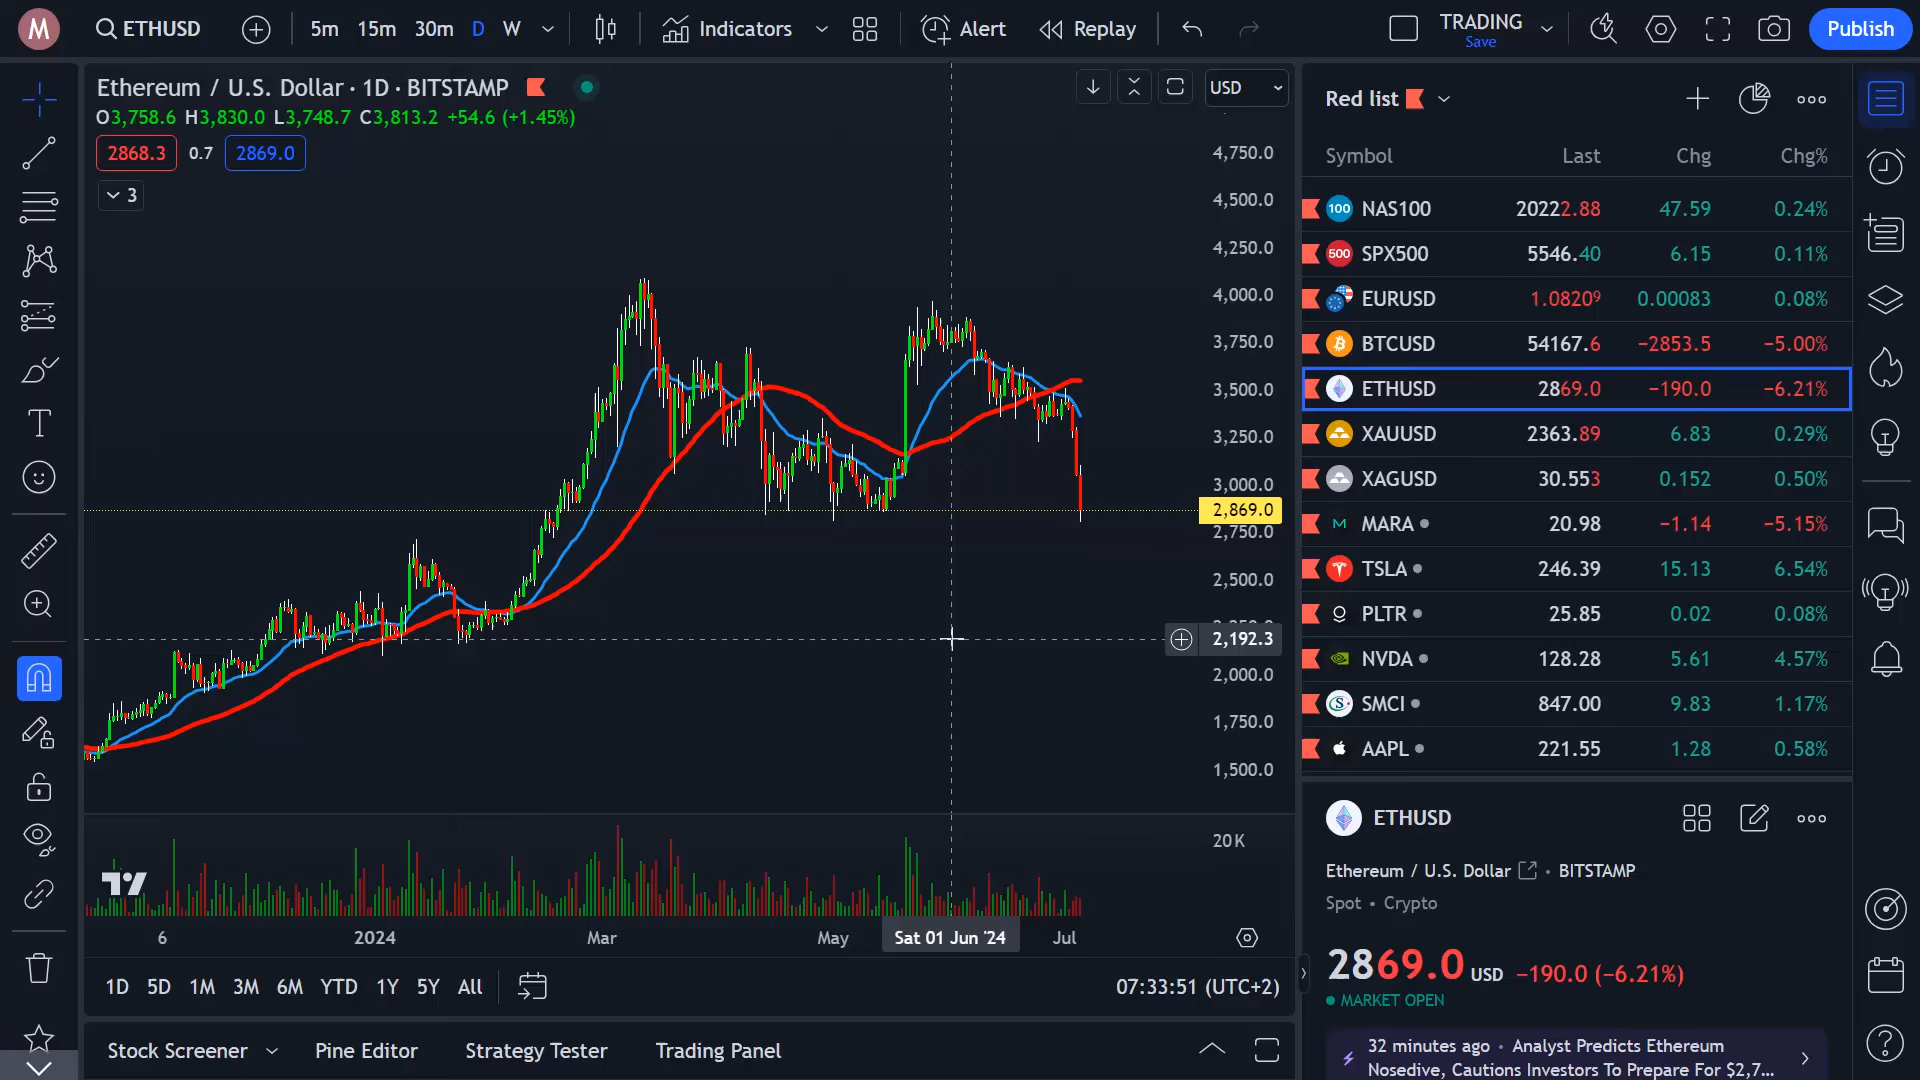 M
ETHUSD
5m 15m 30m D W
Indicators
Alert
Replay
TRADING
Save
Publish
Ethereum / U.S. Dollar · 1D · BITSTAMP
O3,758.6 H3,830.0 L3,748.7 C3,813.2 +54.6 (+1.45%)
2868.3 0.7 2869.0
3
USD
4,750.0
4,500.0
4,250.0
4,000.0
3,750.0
3,500.0
3,250.0
3,000.0
2,869.0
2,750.0
2,500.0
2,192.3
2,000.0
1,750.0
1,500.0
20 K
6 2024 Mar May Sat 01 Jun '24 Jul
1D 5D 1M 3M 6M YTD 1Y 5Y All
07:33:51 (UTC+2)
Stock Screener
Pine Editor
Strategy Tester
Trading Panel
Red list
Symbol Last Chg Chg%
100 NAS100 20222.88 47.59 0.24%
500 SPX500 5546.40 6.15 0.11%
EURUSD 1.08209 0.00083 0.08%
BTCUSD 54167.6 −2853.5 −5.00%
ETHUSD 2869.0 −190.0 −6.21%
XAUUSD 2363.89 6.83 0.29%
XAGUSD 30.553 0.152 0.50%
M MARA 20.98 −1.14 −5.15%
TSLA 246.39 15.13 6.54%
PLTR 25.85 0.02 0.08%
NVDA 128.28 5.61 4.57%
S SMCI 847.00 9.83 1.17%
AAPL 221.55 1.28 0.58%
ETHUSD
Ethereum / U.S. Dollar · BITSTAMP
Spot • Crypto
2869.0 USD −190.0 (−6.21%)
MARKET OPEN
32 minutes ago • Analyst Predicts Ethereum
Nosedive, Cautions Investors To Prepare For $2,7...